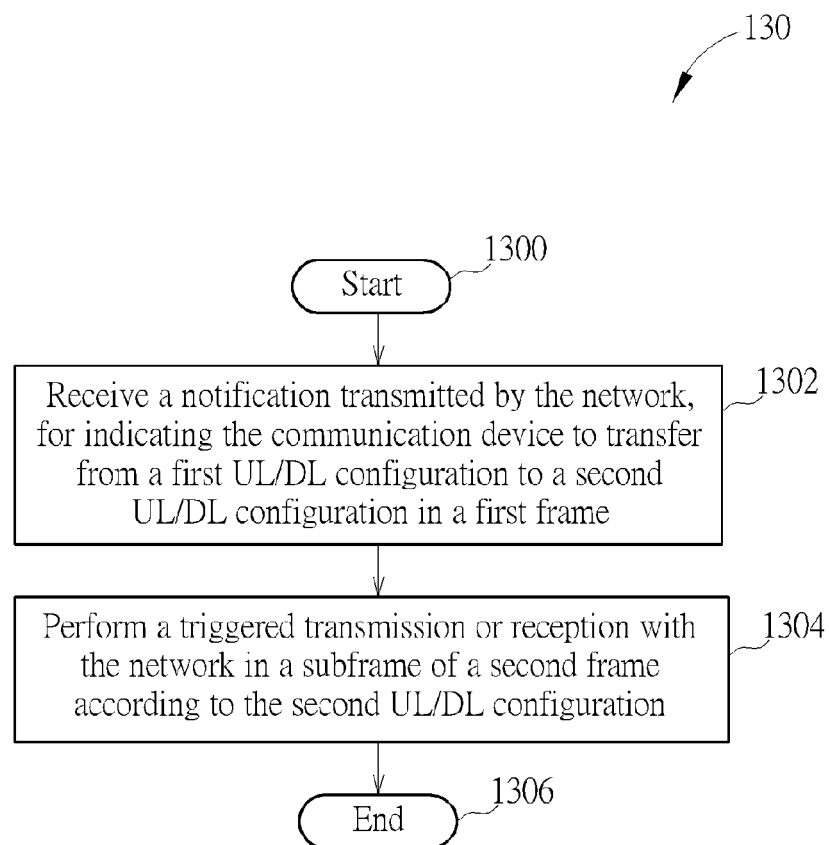 130
1300
Start
1302
Receive a notification transmitted by the network,
for indicating the communication device to transfer
from a first UL/DL configuration to a second
UL/DL configuration in a first frame
1304
Perform a triggered transmission or reception with
the network in a subframe of a second frame
according to the second UL/DL configuration
1306
End